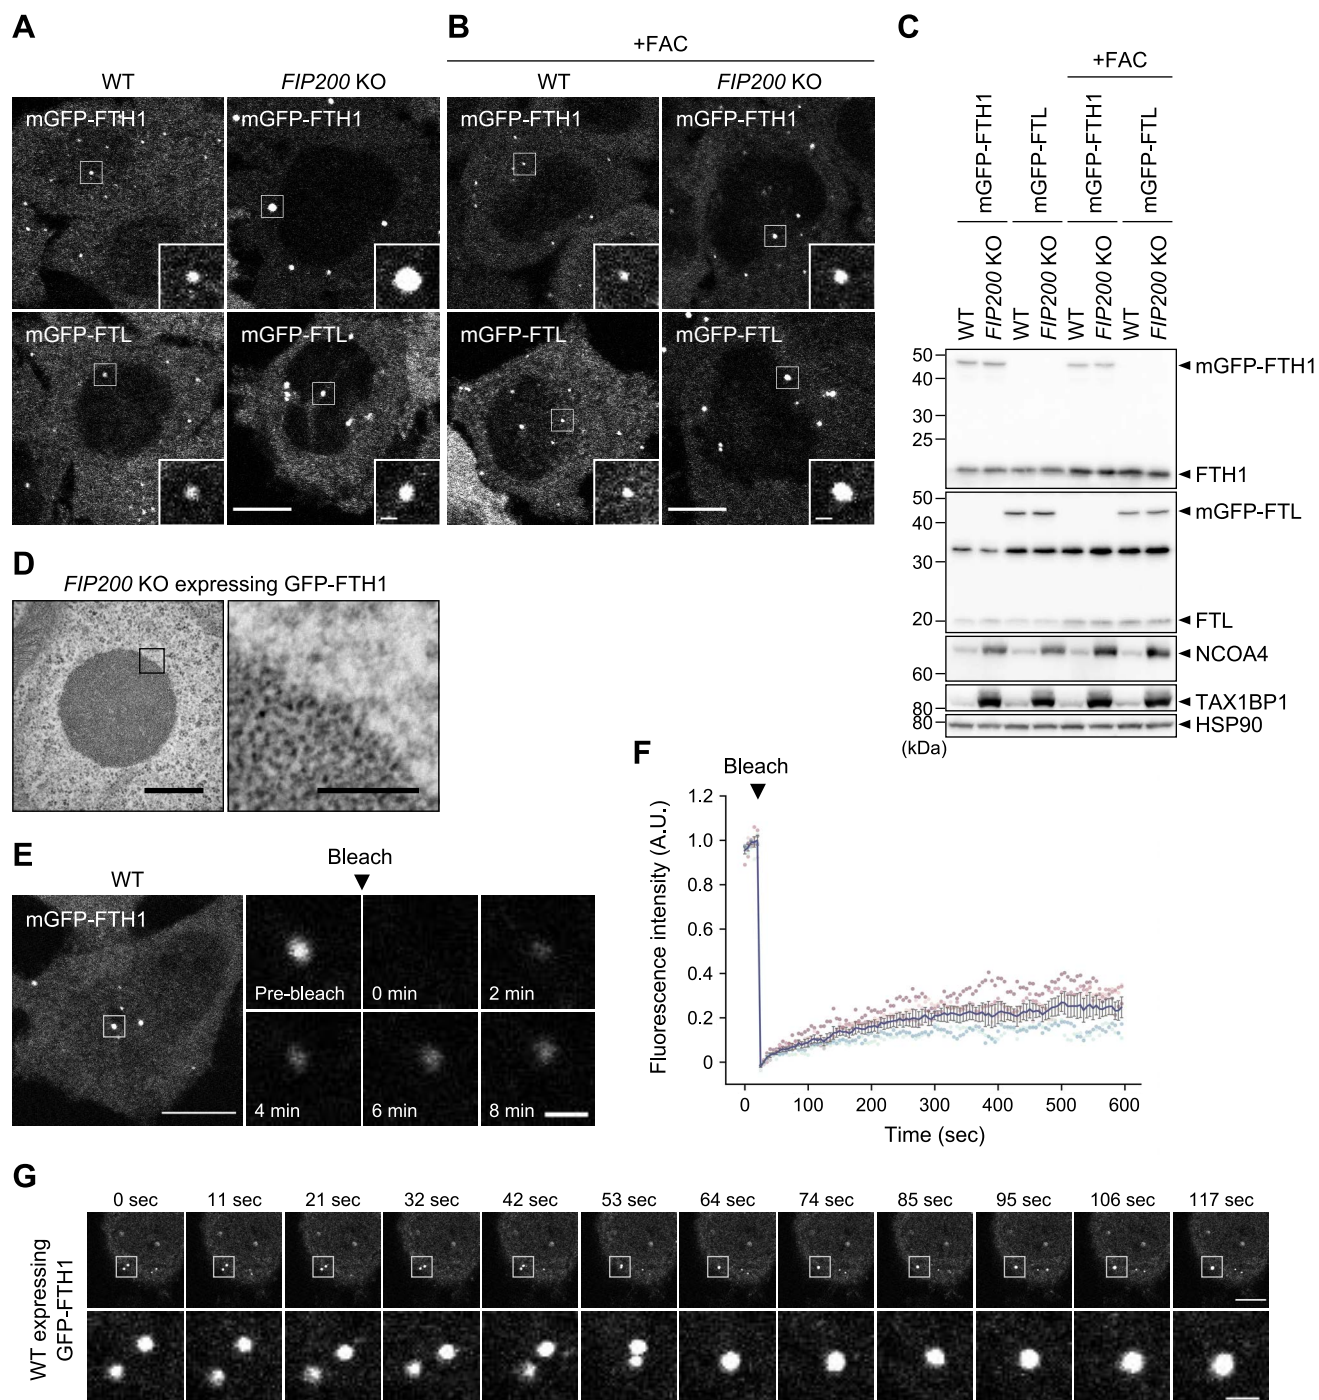 A
WT
FIP200 KO
mGFP-FTH1
mGFP-FTH1
mGFP-FTL
mGFP-FTL
B
+FAC
WT
FIP200 KO
mGFP-FTH1
mGFP-FTH1
mGFP-FTL
mGFP-FTL
C
+FAC
mGFP-FTH1
mGFP-FTL
mGFP-FTH1
mGFP-FTL
WT
FIP200 KO
WT
FIP200 KO
WT
FIP200 KO
WT
FIP200 KO
50
40
30
25
mGFP-FTH1
FTH1
50
40
30
20
mGFP-FTL
FTL
60
NCOA4
80
TAX1BP1
80
HSP90
(kDa)
D
FIP200 KO expressing GFP-FTH1
E
WT
Bleach
mGFP-FTH1
Pre-bleach
0 min
2 min
4 min
6 min
8 min
F
Bleach
Fluorescence intensity (A.U.)
1.2
1.0
0.8
0.6
0.4
0.2
0
0
100
200
300
400
500
600
Time (sec)
G
0 sec
11 sec
21 sec
32 sec
42 sec
53 sec
64 sec
74 sec
85 sec
95 sec
106 sec
117 sec
WT expressing
GFP-FTH1